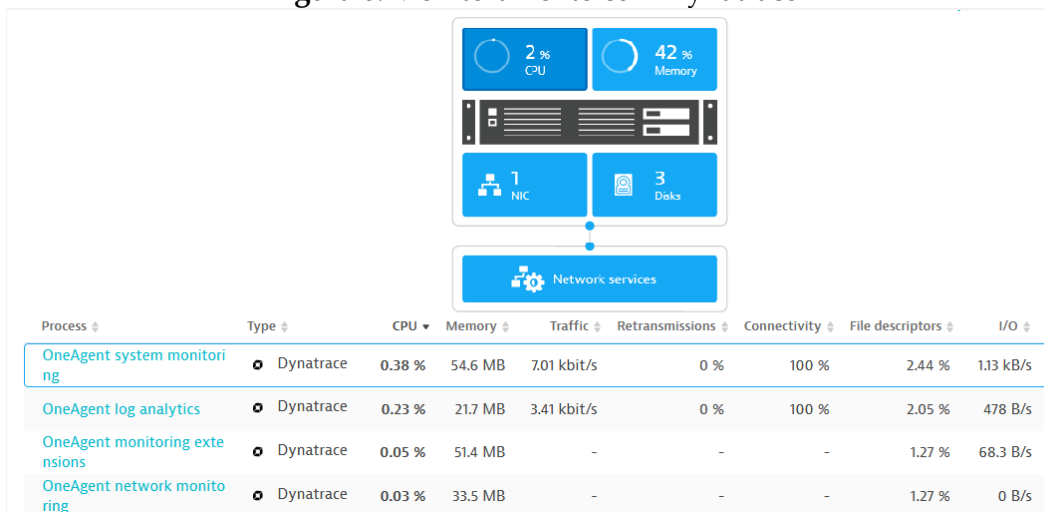 2 %
CPU
42 %
Memory
1
NIC
3
Disks
Network services
Process Type CPU Memory Traffic Retransmissions Connectivity File descriptors I/O
OneAgent system monitori
ng
Dynatrace 0.38 % 54.6 MB 7.01 kbit/s 0 % 100 % 2.44 % 1.13 kB/s
OneAgent log analytics Dynatrace 0.23 % 21.7 MB 3.41 kbit/s 0 % 100 % 2.05 % 478 B/s
OneAgent monitoring exte
nsions
Dynatrace 0.05 % 51.4 MB - - - 1.27 % 68.3 B/s
OneAgent network monito
ring
Dynatrace 0.03 % 33.5 MB - - - 1.27 % 0 B/s